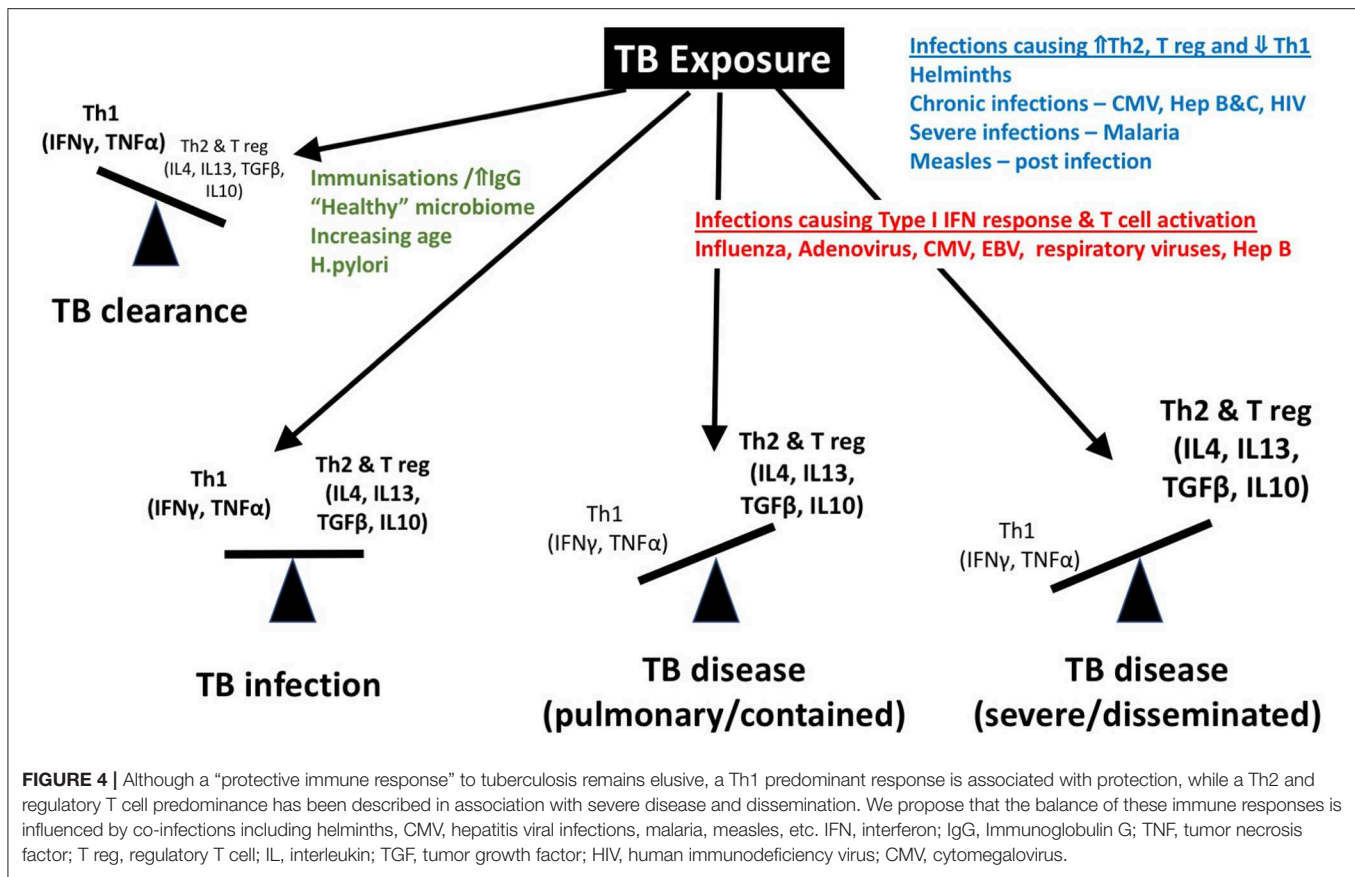 TB Exposure
Infections causing ⇑Th2, T reg and ⇓ Th1
Helminths
Chronic infections – CMV, Hep B&C, HIV
Severe infections – Malaria
Measles – post infection
Th1
(IFNγ, TNFα)
Th2 & T reg
(IL4, IL13, TGFβ,
IL10)
TB clearance
Immunisations /⇑IgG
“Healthy” microbiome
Increasing age
H.pylori
Infections causing Type I IFN response & T cell activation
Influenza, Adenovirus, CMV, EBV, respiratory viruses, Hep B
Th1
(IFNγ, TNFα)
Th2 & T reg
(IL4, IL13,
TGFβ, IL10)
TB infection
Th1
(IFNγ, TNFα)
Th2 & T reg
(IL4, IL13,
TGFβ, IL10)
TB disease
(pulmonary/contained)
Th1
(IFNγ, TNFα)
Th2 & T reg
(IL4, IL13,
TGFβ, IL10)
TB disease
(severe/disseminated)
FIGURE 4 | Although a “protective immune response” to tuberculosis remains elusive, a Th1 predominant response is associated with protection, while a Th2 and
regulatory T cell predominance has been described in association with severe disease and dissemination. We propose that the balance of these immune responses is
influenced by co-infections including helminths, CMV, hepatitis viral infections, malaria, measles, etc. IFN, interferon; IgG, Immunoglobulin G; TNF, tumor necrosis
factor; T reg, regulatory T cell; IL, interleukin; TGF, tumor growth factor; HIV, human immunodeficiency virus; CMV, cytomegalovirus.